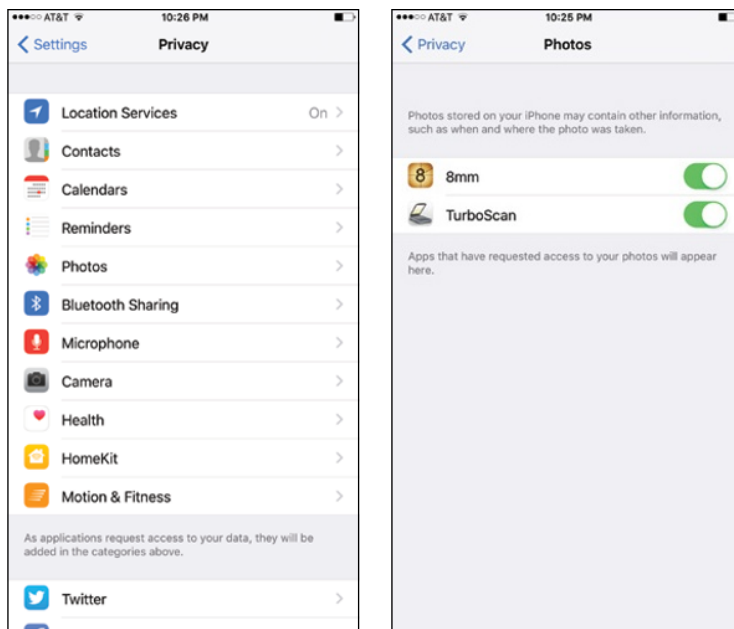 ●●●○○ AT&T 10:26 PM
Settings Privacy
Location Services On
Contacts
Calendars
Reminders
Photos
Bluetooth Sharing
Microphone
Camera
Health
HomeKit
Motion & Fitness
As applications request access to your data, they will be
added in the categories above.
Twitter
●●●○○ AT&T 10:25 PM
Privacy Photos
Photos stored on your iPhone may contain other information,
such as when and where the photo was taken.
8 8mm
TurboScan
Apps that have requested access to your photos will appear
here.